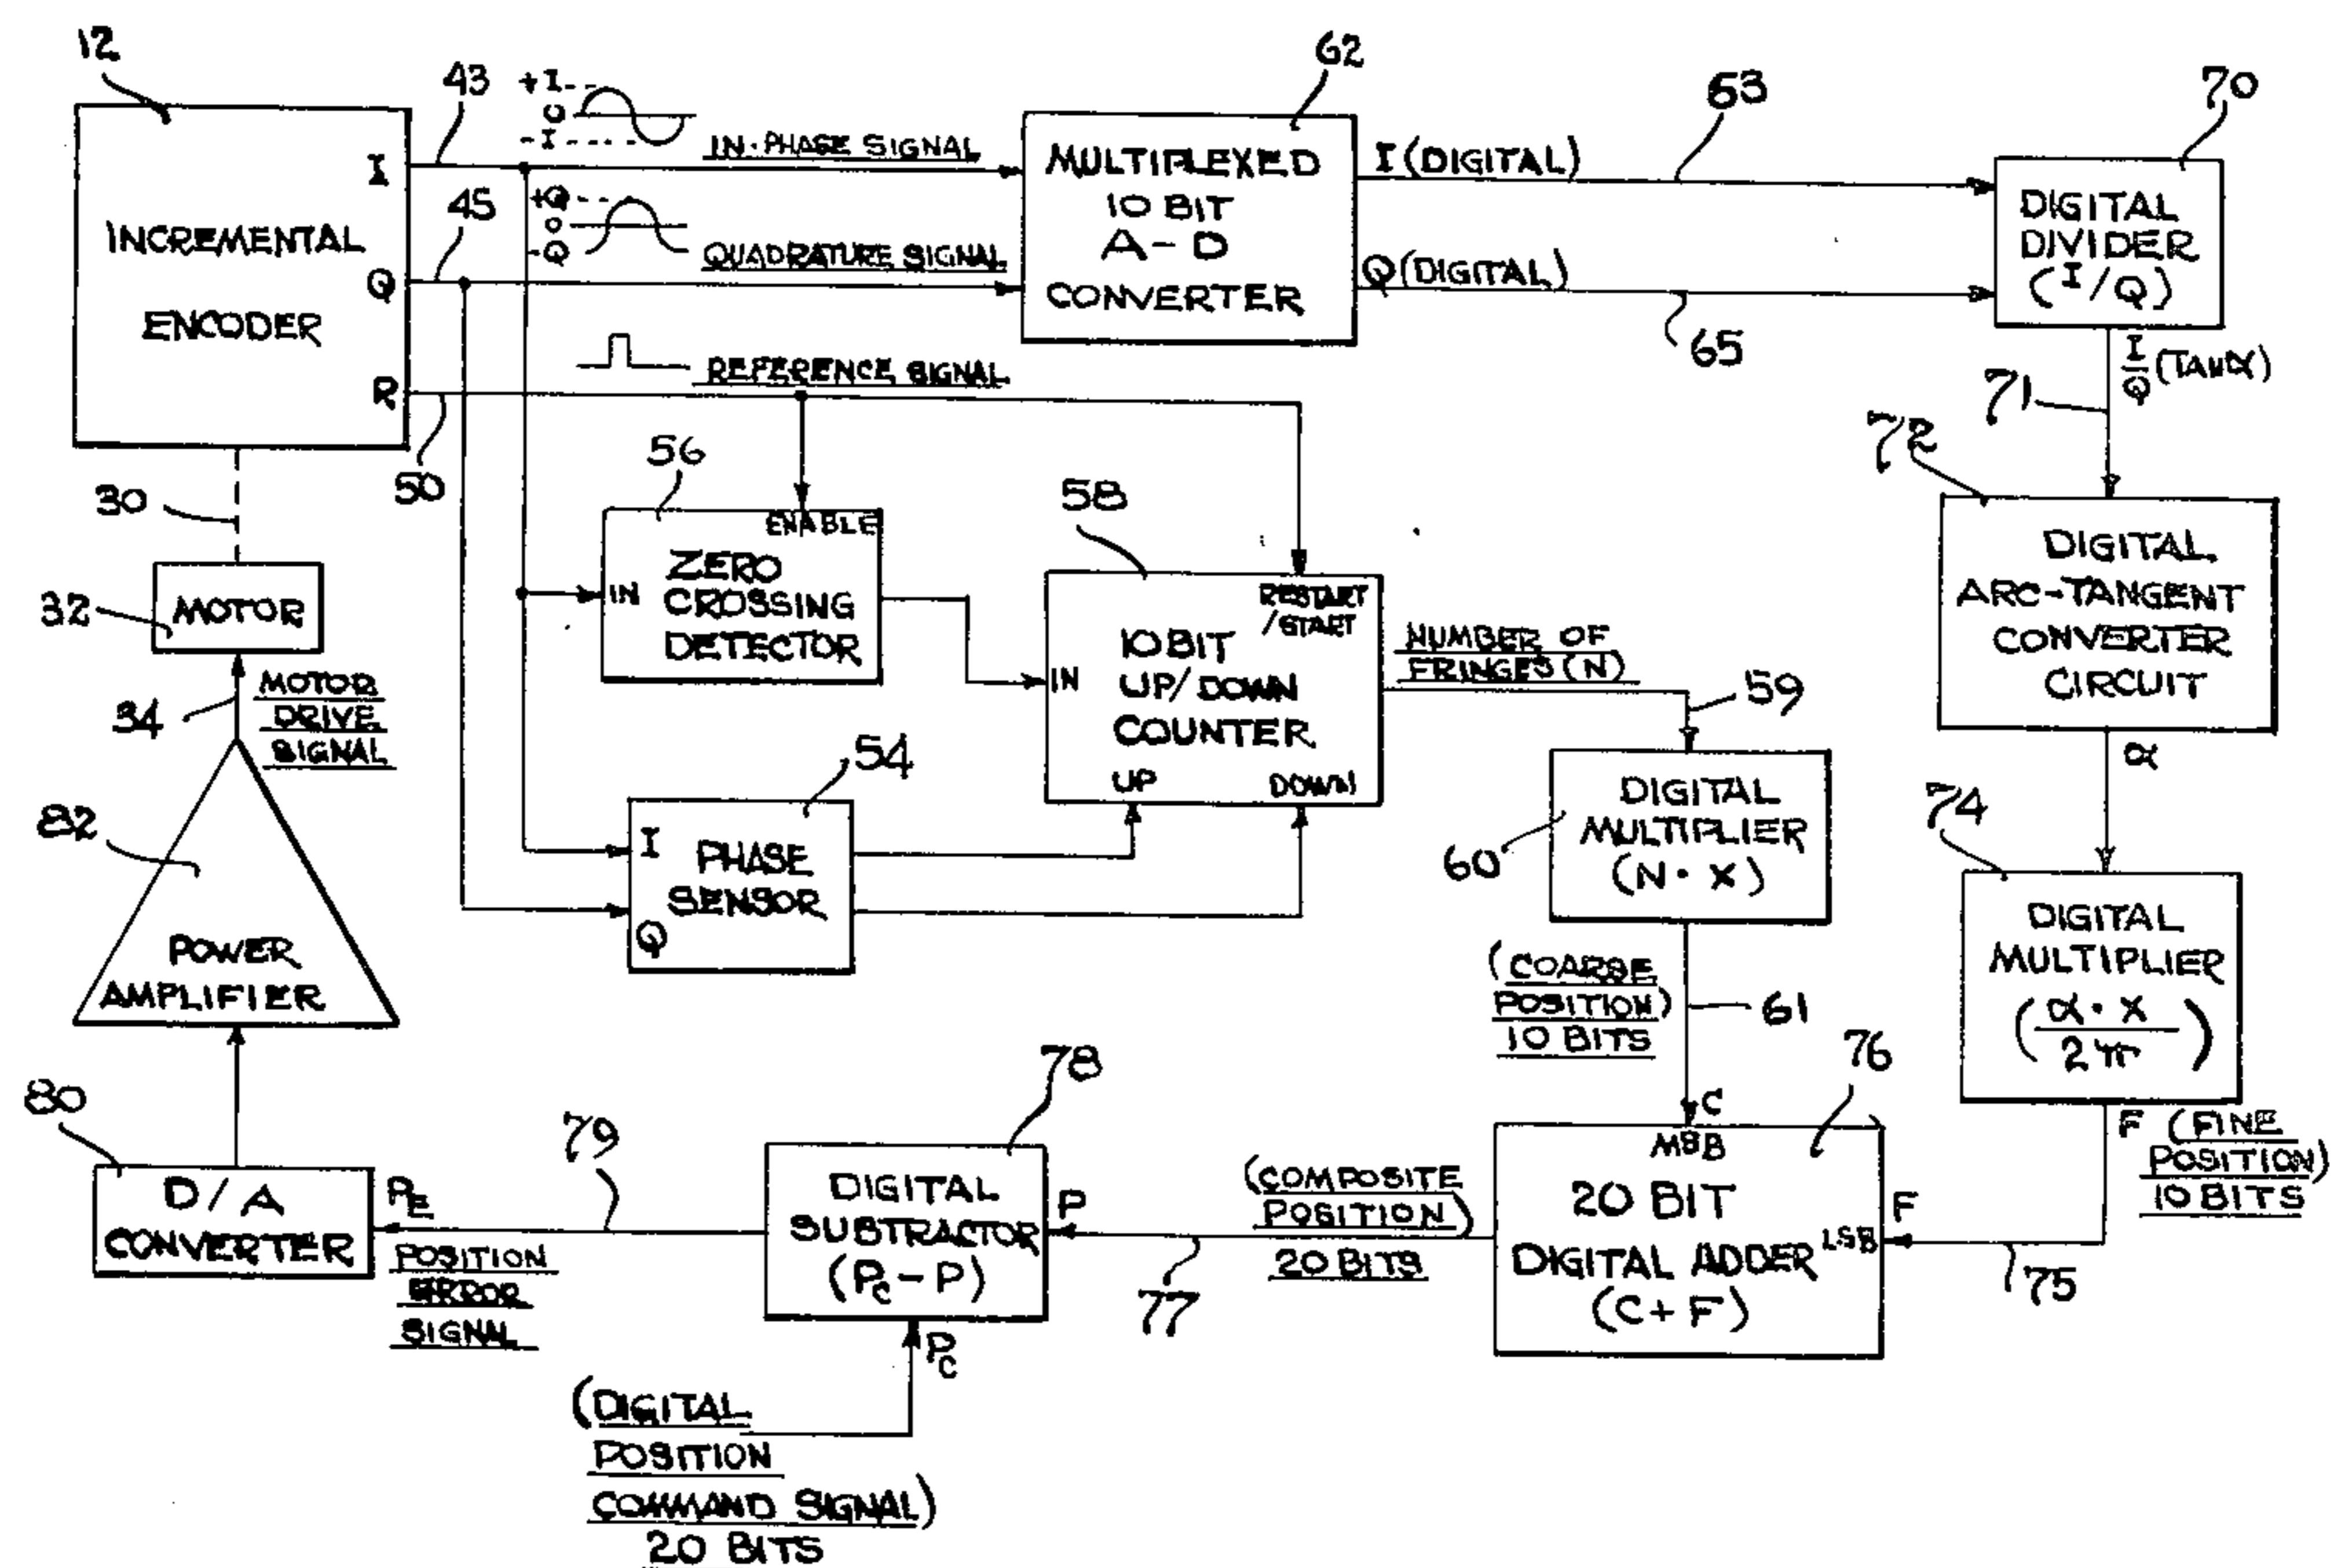 12
INCREMENTAL
ENCODER
I
Q
R
43
45
50
+I
0
-I
IN-PHASE SIGNAL
+Q
0
-Q
QUADRATURE SIGNAL
REFERENCE SIGNAL
62
MULTIPLEXED
10 BIT
A-D
CONVERTER
I (DIGITAL)
63
Q (DIGITAL)
65
70
DIGITAL
DIVIDER
(I/Q)
I/Q (TAN α)
71
72
DIGITAL
ARC-TANGENT
CONVERTER
CIRCUIT
α
30
32
MOTOR
34
MOTOR
DRIVE
SIGNAL
56
ENABLE
IN
ZERO
CROSSING
DETECTOR
58
RESTART
/START
IN
10 BIT
UP/DOWN
COUNTER
UP
DOWN
NUMBER OF
FRINGES (N)
59
54
I
Q
PHASE
SENSOR
60
DIGITAL
MULTIPLIER
(N · X)
74
DIGITAL
MULTIPLIER
(α · X / 2π)
82
POWER
AMPLIFIER
(COARSE
POSITION)
10 BITS
61
76
C
MSB
20 BIT
DIGITAL ADDER
(C + F)
F
LSB
F (FINE
POSITION)
10 BITS
75
(COMPOSITE
POSITION)
20 BITS
77
78
P
DIGITAL
SUBTRACTOR
(PC - P)
PC
(DIGITAL
POSITION
COMMAND SIGNAL)
20 BITS
79
PE
POSITION
ERROR
SIGNAL
80
D/A
CONVERTER